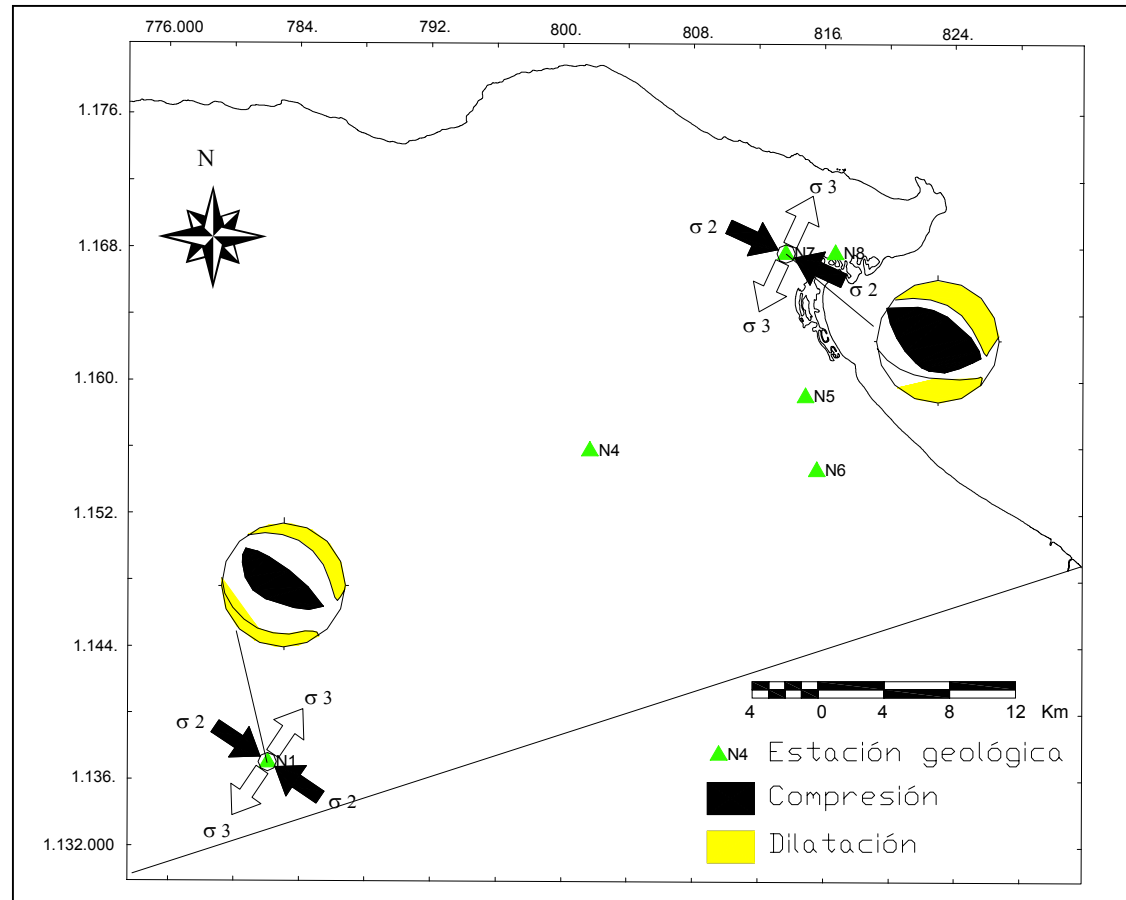 776.000 784. 792. 800. 808. 816 824.
1.176.
N
σ 3
σ 2
1.168.
N7 N8
σ 2
σ 3
1.160.
N5
N4
N6
1.152.
1.144.
σ 3
σ 2
N1
1.136.
σ 2
σ 3
1.132.000
4 0 4 8 12 Km
N4 Estación geológica
Compresión
Dilatación